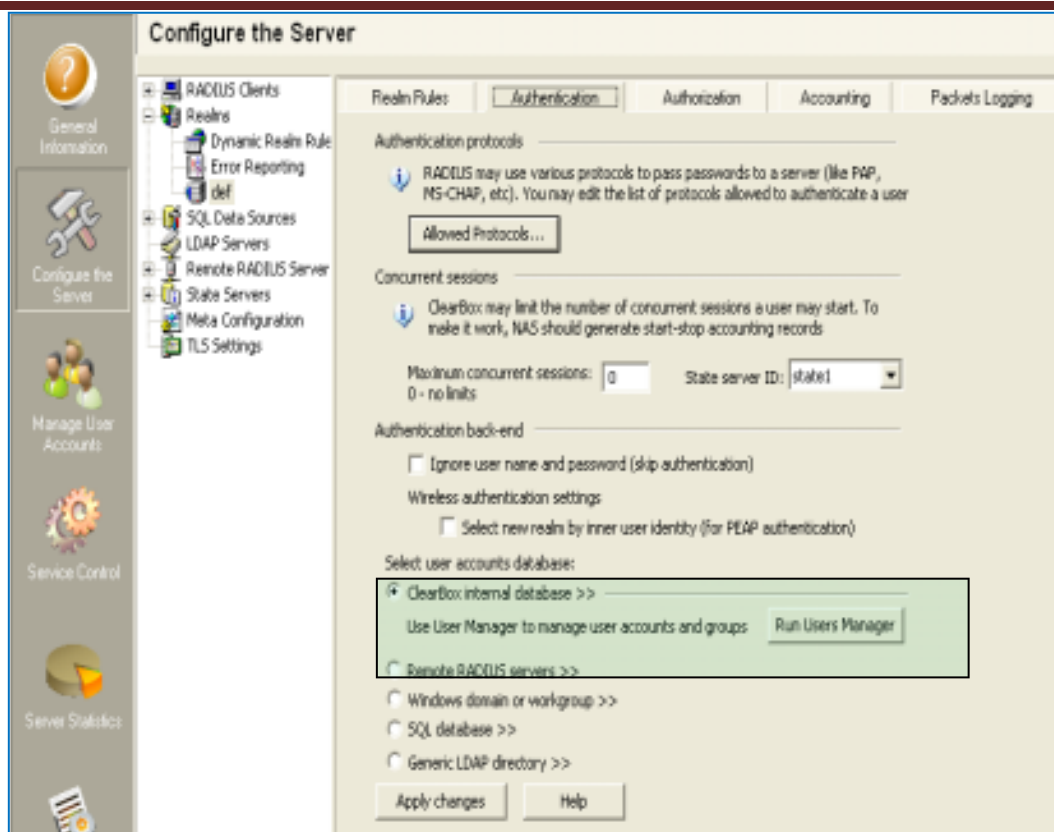 Configure the Server
General
Information
Configure the
Server
Manage User
Accounts
Service Control
Server Statistics
RADIUS Clients
Realms
Dynamic Realm Rule
Error Reporting
def
SQL Data Sources
LDAP Servers
Remote RADIUS Server
State Servers
Meta Configuration
TLS Settings
Realm Rules
Authentication
Authorization
Accounting
Packets Logging
Authentication protocols
RADIUS may use various protocols to pass passwords to a server (like PAP,
MS-CHAP, etc). You may edit the list of protocols allowed to authenticate a user
Allowed Protocols...
Concurrent sessions
ClearBox may limit the number of concurrent sessions a user may start. To
make it work, NAS should generate start-stop accounting records
Maximum concurrent sessions: 0 State server ID: state1
0 - no limits
Authentication back-end
Ignore user name and password (skip authentication)
Wireless authentication settings
Select new realm by inner user identity (for PEAP authentication)
Select user accounts database:
ClearBox internal database >>
Use User Manager to manage user accounts and groups Run Users Manager
Remote RADIUS servers >>
Windows domain or workgroup >>
SQL database >>
Generic LDAP directory >>
Apply changes Help